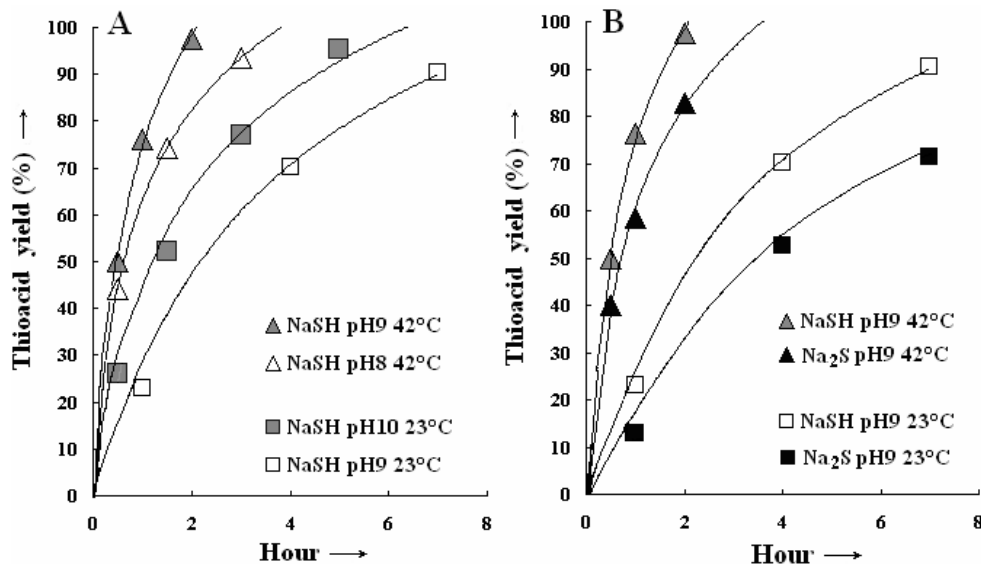 A
Thioacid yield (%) →
100
90
80
70
60
50
40
30
20
10
0
0 2 4 6 8
Hour →
NaSH pH9 42°C
NaSH pH8 42°C
NaSH pH10 23°C
NaSH pH9 23°C
B
Thioacid yield (%) →
100
90
80
70
60
50
40
30
20
10
0
0 2 4 6 8
Hour →
NaSH pH9 42°C
Na₂S pH9 42°C
NaSH pH9 23°C
Na₂S pH9 23°C